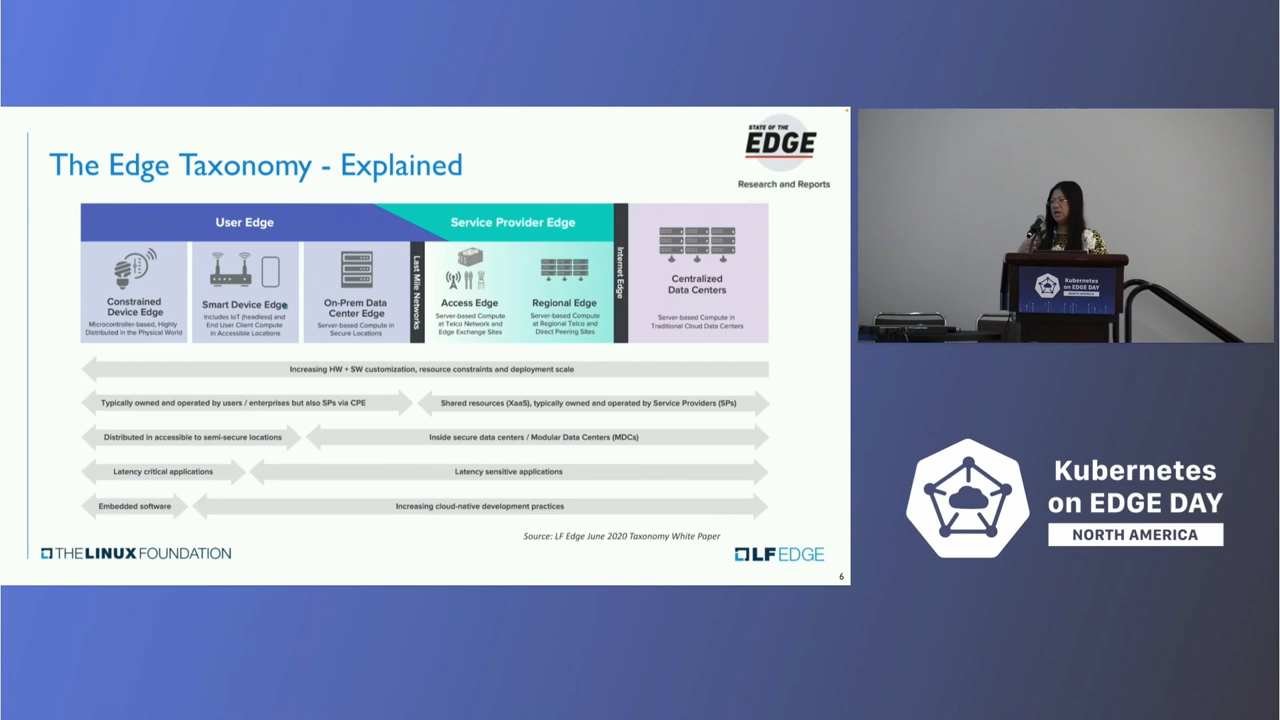 The Edge Taxonomy - Explained
STATE OF THE
EDGE
Research and Reports
User Edge
Service Provider Edge
Constrained
Device Edge
Microcontroller-based, Highly
Distributed in the Physical World
Smart Device Edge
Includes IoT (headless) and
End User Client Compute
in Accessible Locations
On-Prem Data
Center Edge
Server-based Compute in
Secure Locations
Last Mile Networks
Access Edge
Server-based Compute
at Telco Network and
Edge Exchange Sites
Regional Edge
Server-based Compute
at Regional Telco and
Direct Peering Sites
Internet Edge
Centralized
Data Centers
Server-based Compute in
Traditional Cloud Data Centers
Increasing HW + SW customization, resource constraints and deployment scale
Typically owned and operated by users / enterprises but also SPs via CPE
Shared resources (XaaS), typically owned and operated by Service Providers (SPs)
Distributed in accessible to semi-secure locations
Inside secure data centers / Modular Data Centers (MDCs)
Latency critical applications
Latency sensitive applications
Embedded software
Increasing cloud-native development practices
Source: LF Edge June 2020 Taxonomy White Paper
THE LINUX FOUNDATION
LF EDGE
6
Kubernetes
on EDGE DAY
NORTH AMERICA
Kubernetes
on EDGE DAY
NORTH AMERICA